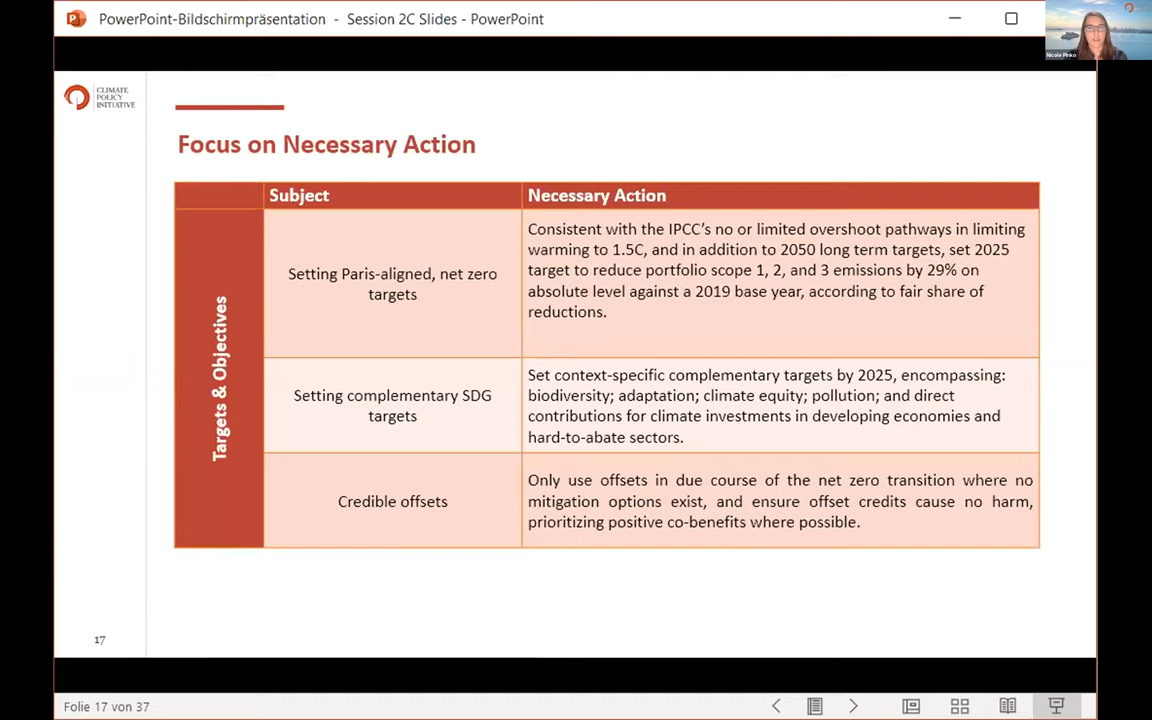 PowerPoint-Bildschirmpräsentation - Session 2C Slides - PowerPoint
Nicole Pinko
CLIMATE
POLICY
INITIATIVE
Focus on Necessary Action
Subject
Necessary Action
Targets & Objectives
Setting Paris-aligned, net zero
targets
Consistent with the IPCC's no or limited overshoot pathways in limiting
warming to 1.5C, and in addition to 2050 long term targets, set 2025
target to reduce portfolio scope 1, 2, and 3 emissions by 29% on
absolute level against a 2019 base year, according to fair share of
reductions.
Setting complementary SDG
targets
Set context-specific complementary targets by 2025, encompassing:
biodiversity; adaptation; climate equity; pollution; and direct
contributions for climate investments in developing economies and
hard-to-abate sectors.
Credible offsets
Only use offsets in due course of the net zero transition where no
mitigation options exist, and ensure offset credits cause no harm,
prioritizing positive co-benefits where possible.
17
Folie 17 von 37